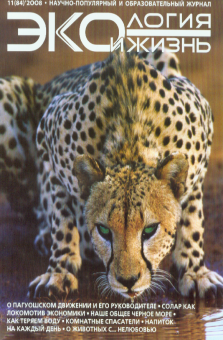 11(84)'2008 • НАУЧНО-ПОПУЛЯРНЫЙ И ОБРАЗОВАТЕЛЬНЫЙ ЖУРНАЛ
ЭКОЛОГИЯ
И ЖИЗНЬ
О ПАГУОШСКОМ ДВИЖЕНИИ И ЕГО РУКОВОДИТЕЛЕ • СОЛАР КАК
ЛОКОМОТИВ ЭКОНОМИКИ • НАШЕ ОБЩЕЕ ЧЕРНОЕ МОРЕ •
КАК ТЕРЯЕМ ВОДУ • КОМНАТНЫЕ СПАСАТЕЛИ • НАПИТОК
НА КАЖДЫЙ ДЕНЬ • О ЖИВОТНЫХ С... НЕЛЮБОВЬЮ